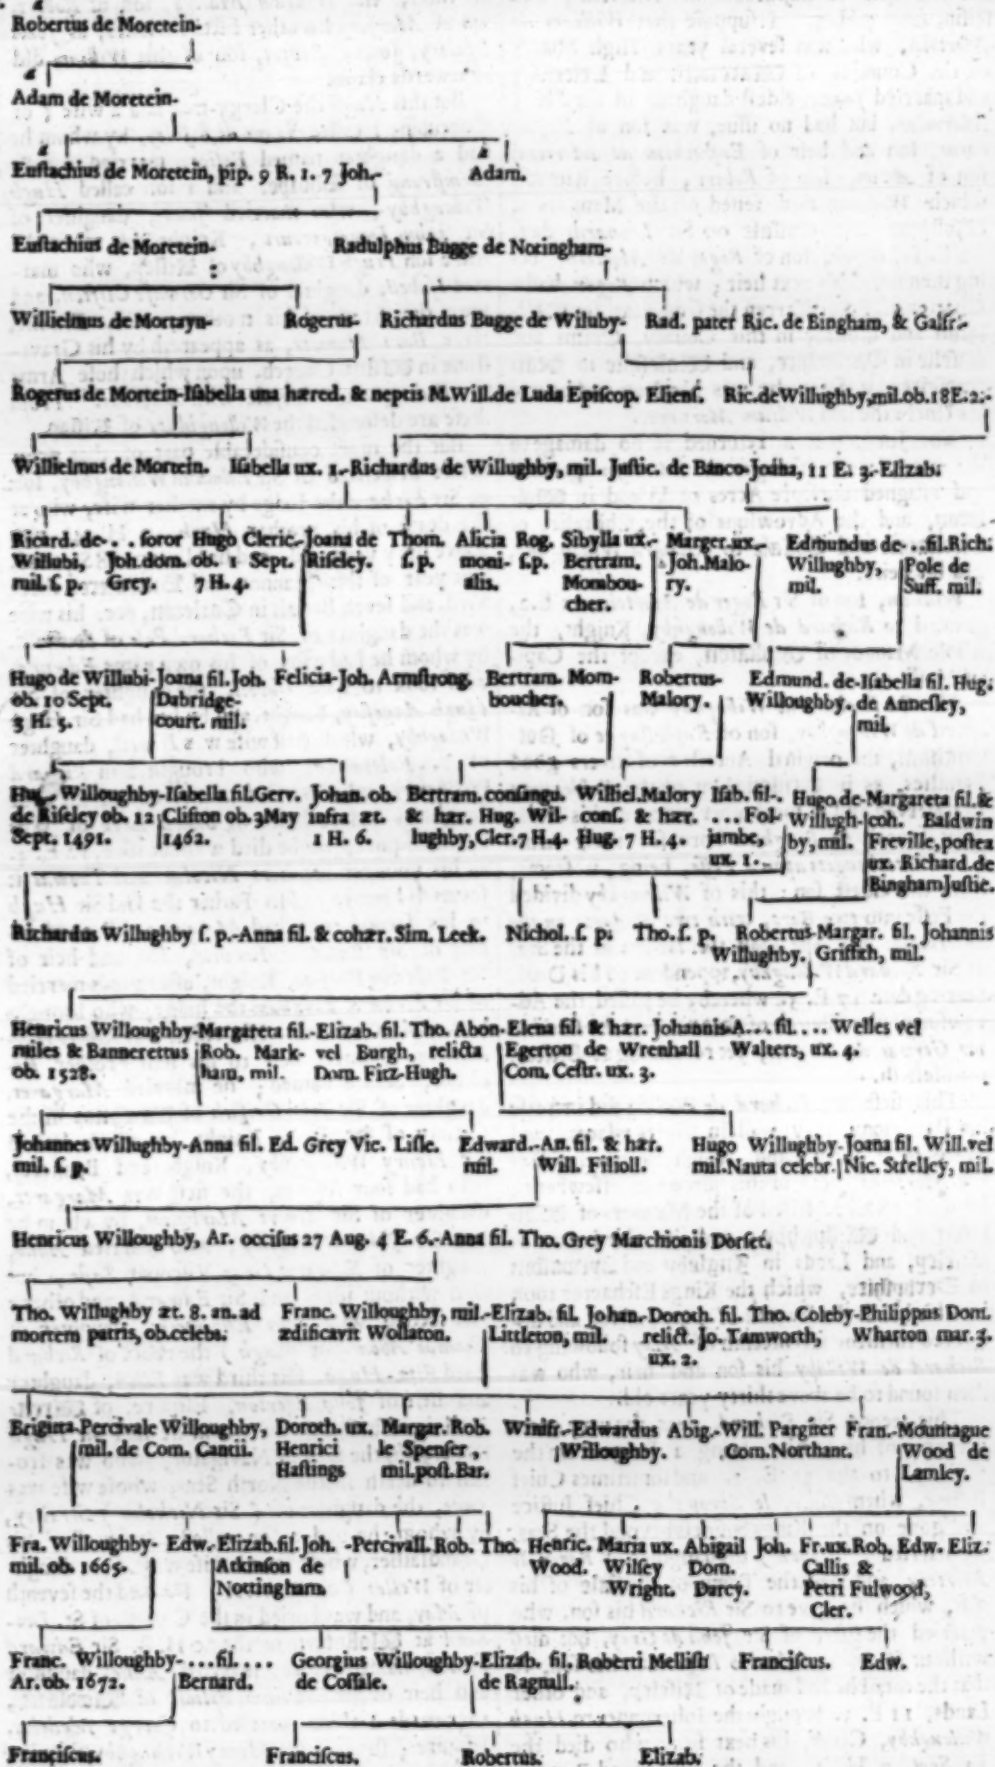 Robertus de Moretein-
a
a
Adam de Moretein-
a
a
Eustachius de Moretein, pip. 9 R. 1. 7 Joh.- Adam.
Eustachius de Moretein- Radulphus Bugge de Notingham-
Willielmus de Mortayn- Rogerus- Richardus Bugge de Wiluby- Rad. pater Ric. de Bingham, & Galfr.-
Rogerus de Mortein-Isabella una hæred. & neptis M.Will.de Luda Episcop. Eliens. Ric.deWillughby,mil.ob.18E.2.-
Willielmus de Mortein. Isabella ux. 1.-Richardus de Willughby, mil. Justic. de Banco-Joana, 11 E. 3.-Elizab:
Ricard. de-. . soror Hugo Cleric.-Joana de Thom. Alicia Rog. Sibylla ux.- Marger.ux.- Edmundus de-..fil.Rich:
Willubi, Joh.dom. ob. 1 Sept. Riseley. s.p. moni- s.p. Bertram. Joh.Malo- Willughby, Pole de
mil. s. p. Grey. 7 H. 4. alis. Mombou- ry. mil. Suff. mil.
cher.
Hugo de Willubi-Joana fil. Joh. Felicia-Joh. Armstrong. Bertram. Mom- Robertus- Edmund. de-Isabella fil. Hug.
ob. 10 Sept. Dabridge- boucher. Malory. Willoughby. de Annesley,
3 H. 5. court. mil. mil.
Willoughby-Isabella fil.Gerv. Johan. ob. Bertram. consangu. Williel.Malory Isab. fil-. Hugo de-Margareta fil.&
de Riseley ob. 12 Clifton ob. 3May infra æt. & hær. Hug. Wil- cons. & hær. ...Fol- Willugh- coh. Baldwin
Sept. 1491. 1462. 1 H. 6. lughby, Cler.7 H.4. Hug. 7 H.4. jambe, by, mil. Freville, postea
ux. 1.- ux. Richard.de
Bingham Justic.
Richardus Willughby s. p.-Anna fil. & cohær. Sim. Leek. Nichol. s. p. Tho. s. p. Robertus-Margar. fil. Johannis
Willughby. Griffith, mil.
Henricus Willoughby-Margareta fil.-Elizab. fil. Tho. Abon-Elena fil. & hær. Johannis-A... fil.... Welles vel
miles & Bannerettus Rob. Mark- vel Burgh, relicta Egerton de Wrenhall Walters, ux. 4.
ob. 1528. ham. mil. Dom. Fitz-Hugh. Com. Cestr. ux. 3.
Johannes Willughby-Anna fil. Ed. Grey Vic. Lisle. Edward.-An. fil. & hær. Hugo Willughby-Joana fil. Will.vel
mil. s. p. mil. Will. Filioll. mil.Nauta celebr. Nic. Strelley, mil.
Henricus Willoughby, Ar. occisus 27 Aug. 4 E. 6.-Anna fil. Tho. Grey Marchionis Dorset.
Tho. Willughby æt. 8. an. ad Franc. Willoughby, mil.-Elizab. fil. Johan.-Doroch. fil. Tho. Coleby-Philippus Dom.
mortem patris, ob.celebs. ædificavit Wollaton. Littleton, mil. relict. Jo. Tamworth, Wharton mar. 3.
ux. 2.
Brigitta-Percivale Willoughby, Doroch. ux. Margar. Rob. Winifr.-Edwardus Abig.-Will. Pargiter Fran.-Mountague
mil. de Com. Cantii. Henrici le Spenser, Willoughby. Com.Northant. Wood de
Hastings mil.post.Bar. Lamley.
Fra. Willoughby- Edw.-Elizab.fil. Joh. -Percivall. Rob. Tho. Henric. Maria ux. Abigail Joh. Fr.ux.Rob. Edw. Eliz.
mil. ob. 1665. Atkinson de Wood. Wilsey Dom. Callis &
Nottingham. Wright. Darcy. Petri Fulwood,
Cler.
Franc. Willoughby-...fil.... Georgius Willoughby-Elizab. fil. Roberti Mellish Franciscus. Edw.
Ar. ob. 1672. Bernard. de Cossale. de Ragnall.
Franciscus. Franciscus. Robertus. Elizab.